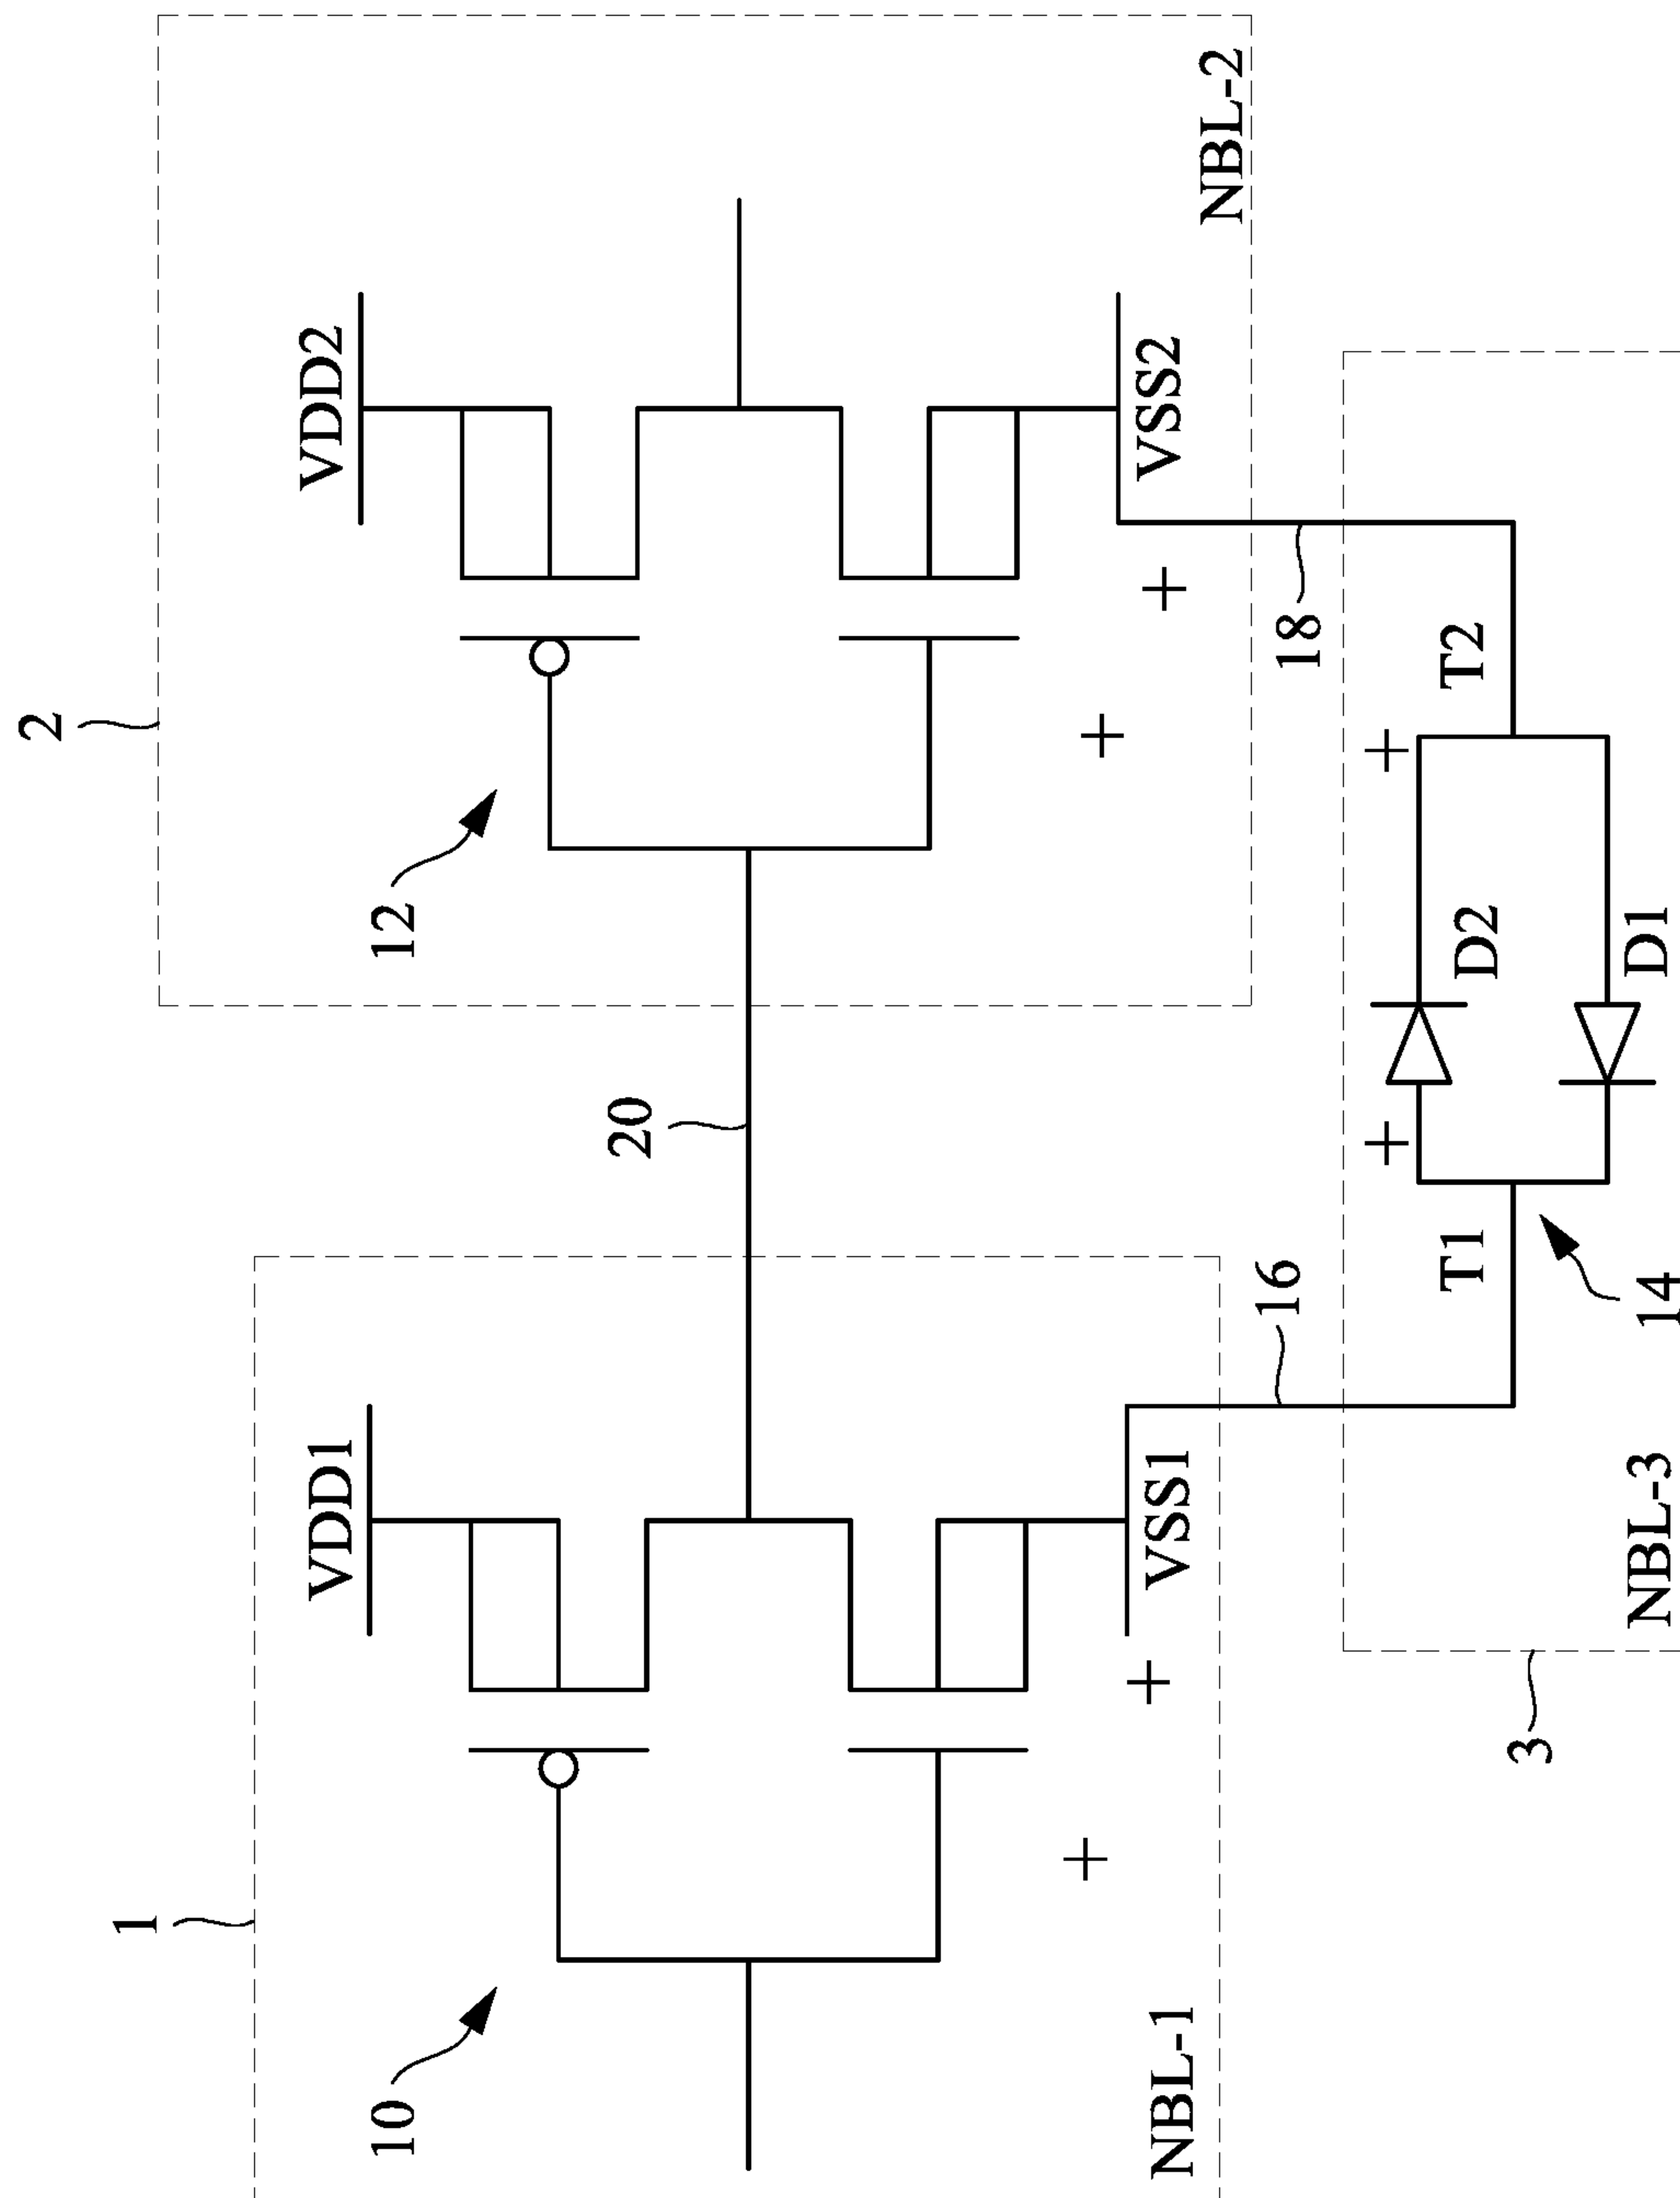 1
2
VDD1
VDD2
10
12
20
VSS1
VSS2
+
+
+
+
NBL-1
NBL-2
16
18
T1
T2
+
+
D2
D1
14
NBL-3
3